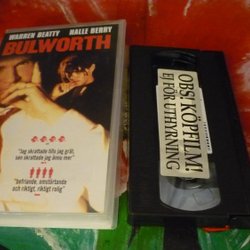 WARREN BEATTY HALLE BERRY
BULWORTH
"Jag skrattade tills jag grät,
sen skrattade jag ännu mer"
"befriande, omstörtande
och riktigt, riktigt rolig"
OBS! KÖPFILM!
EJ FÖR UTHYRNING